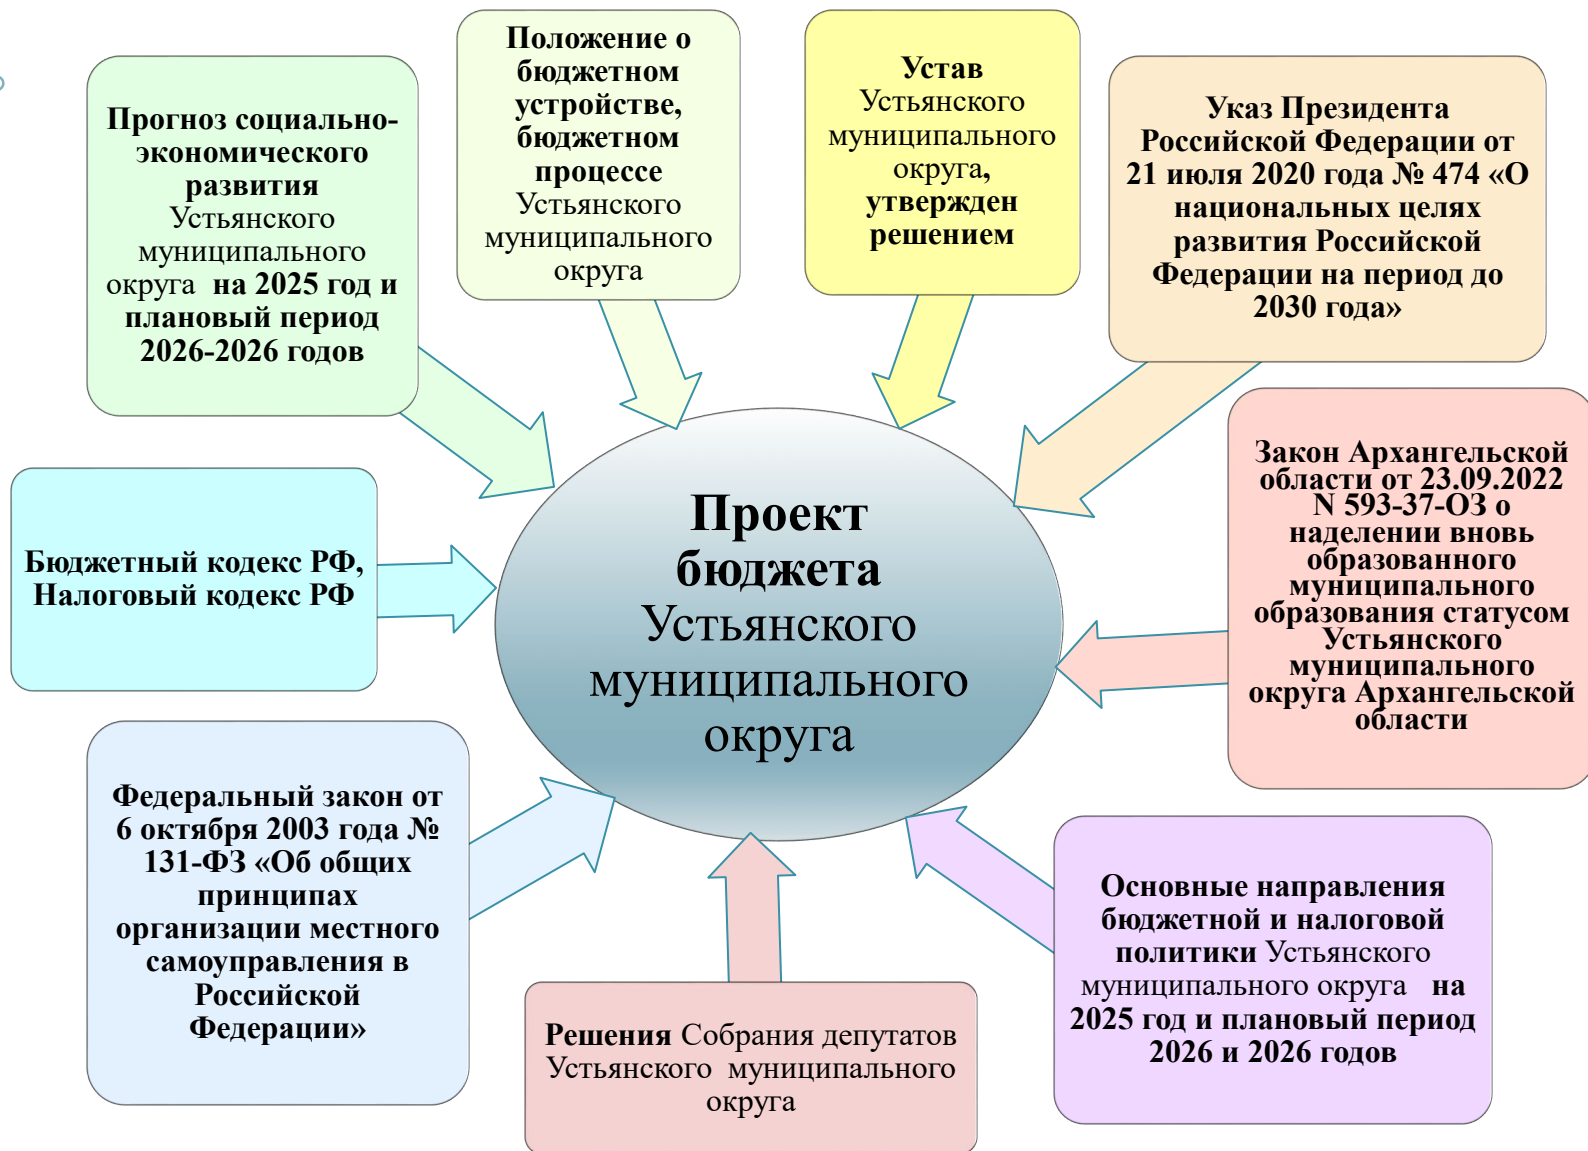 Прогноз социально-
экономического
развития
Устьянского
муниципального
округа на 2025 год и
плановый период
2026-2026 годов
Положение о
бюджетном
устройстве,
бюджетном
процессе
Устьянского
муниципального
округа
Устав
Устьянского
муниципального
округа,
утвержден
решением
Указ Президента
Российской Федерации от
21 июля 2020 года № 474 «О
национальных целях
развития Российской
Федерации на период до
2030 года»
Бюджетный кодекс РФ,
Налоговый кодекс РФ
Проект
бюджета
Устьянского
муниципального
округа
Закон Архангельской
области от 23.09.2022
N 593-37-ОЗ о
наделении вновь
образованного
муниципального
образования статусом
Устьянского
муниципального
округа Архангельской
области
Федеральный закон от
6 октября 2003 года №
131-ФЗ «Об общих
принципах
организации местного
самоуправления в
Российской
Федерации»
Решения Собрания депутатов
Устьянского муниципального
округа
Основные направления
бюджетной и налоговой
политики Устьянского
муниципального округа на
2025 год и плановый период
2026 и 2026 годов